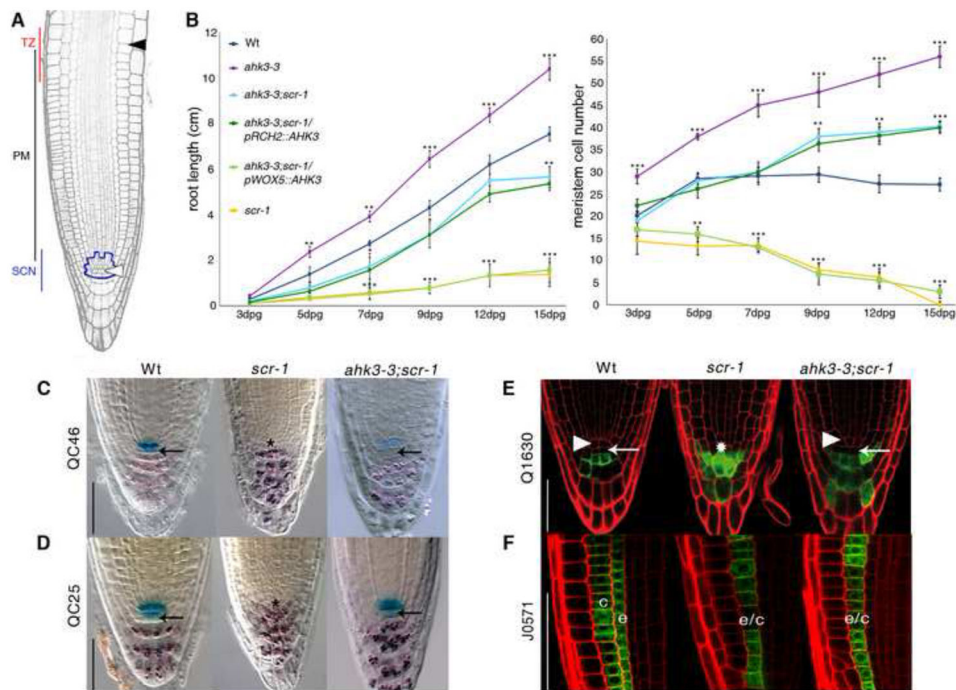 A
TZ
PM
SCN
B
root length (cm)
12
10
8
6
4
2
0
3dpg 5dpg 7dpg 9dpg 12dpg 15dpg
Wt
ahk3-3
ahk3-3;scr-1
ahk3-3;scr-1/
pRCH2::AHK3
ahk3-3;scr-1/
pWOX5::AHK3
scr-1
** ** *** *** ***
**
*** *** *** ***
meristem cell number
60
55
50
45
40
35
30
25
20
15
10
5
0
3dpg 5dpg 7dpg 9dpg 12dpg 15dpg
*** *** *** *** *** ***
** *** *** ***
** *** *** *** ***
C
Wt scr-1 ahk3-3;scr-1
QC46
*
D
QC25
*
E
Wt scr-1 ahk3-3;scr-1
Q1630
*
F
J0571
c
e
e/c
e/c